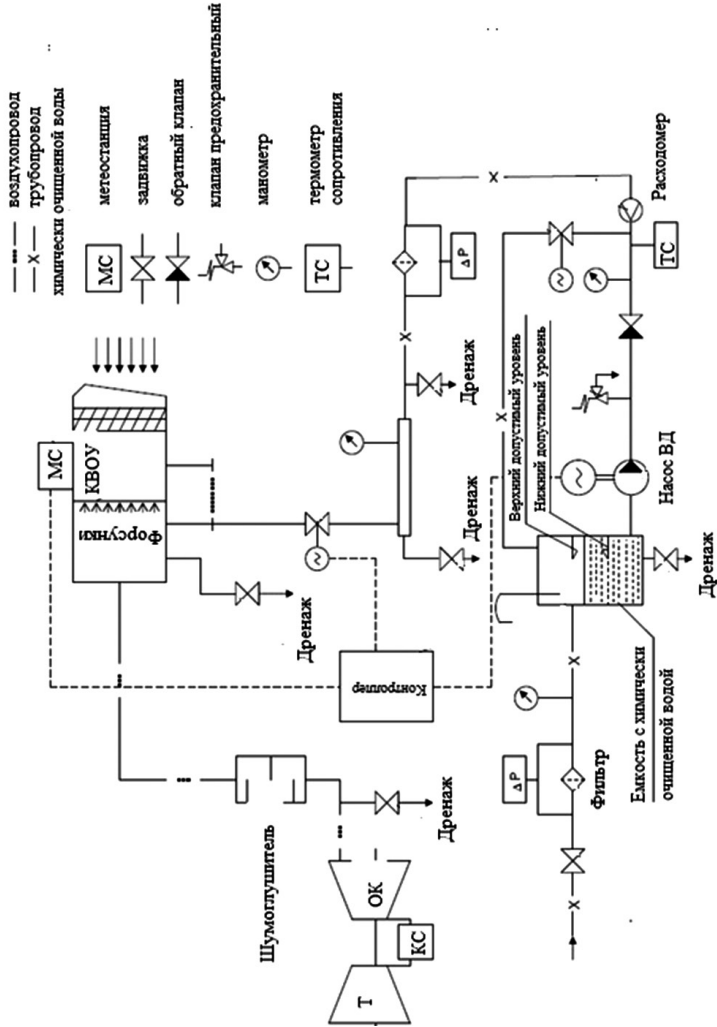 воздухопровод
трубопровод
химически очищенной воды
МС
метеостанция
задвижка
обратный клапан
клапан предохранительный
манометр
ТС
термометр
сопротивления
МС
КВОУ
Форсунки
Дренаж
Контроллер
Шумоглушитель
Дренаж
ОК
КС
Т
Дренаж
Дренаж
ΔP
Расходомер
ТС
Верхний допустимый уровень
Нижний допустимый уровень
Насос ВД
Дренаж
Емкость с химически
очищенной водой
ΔP
Фильтр